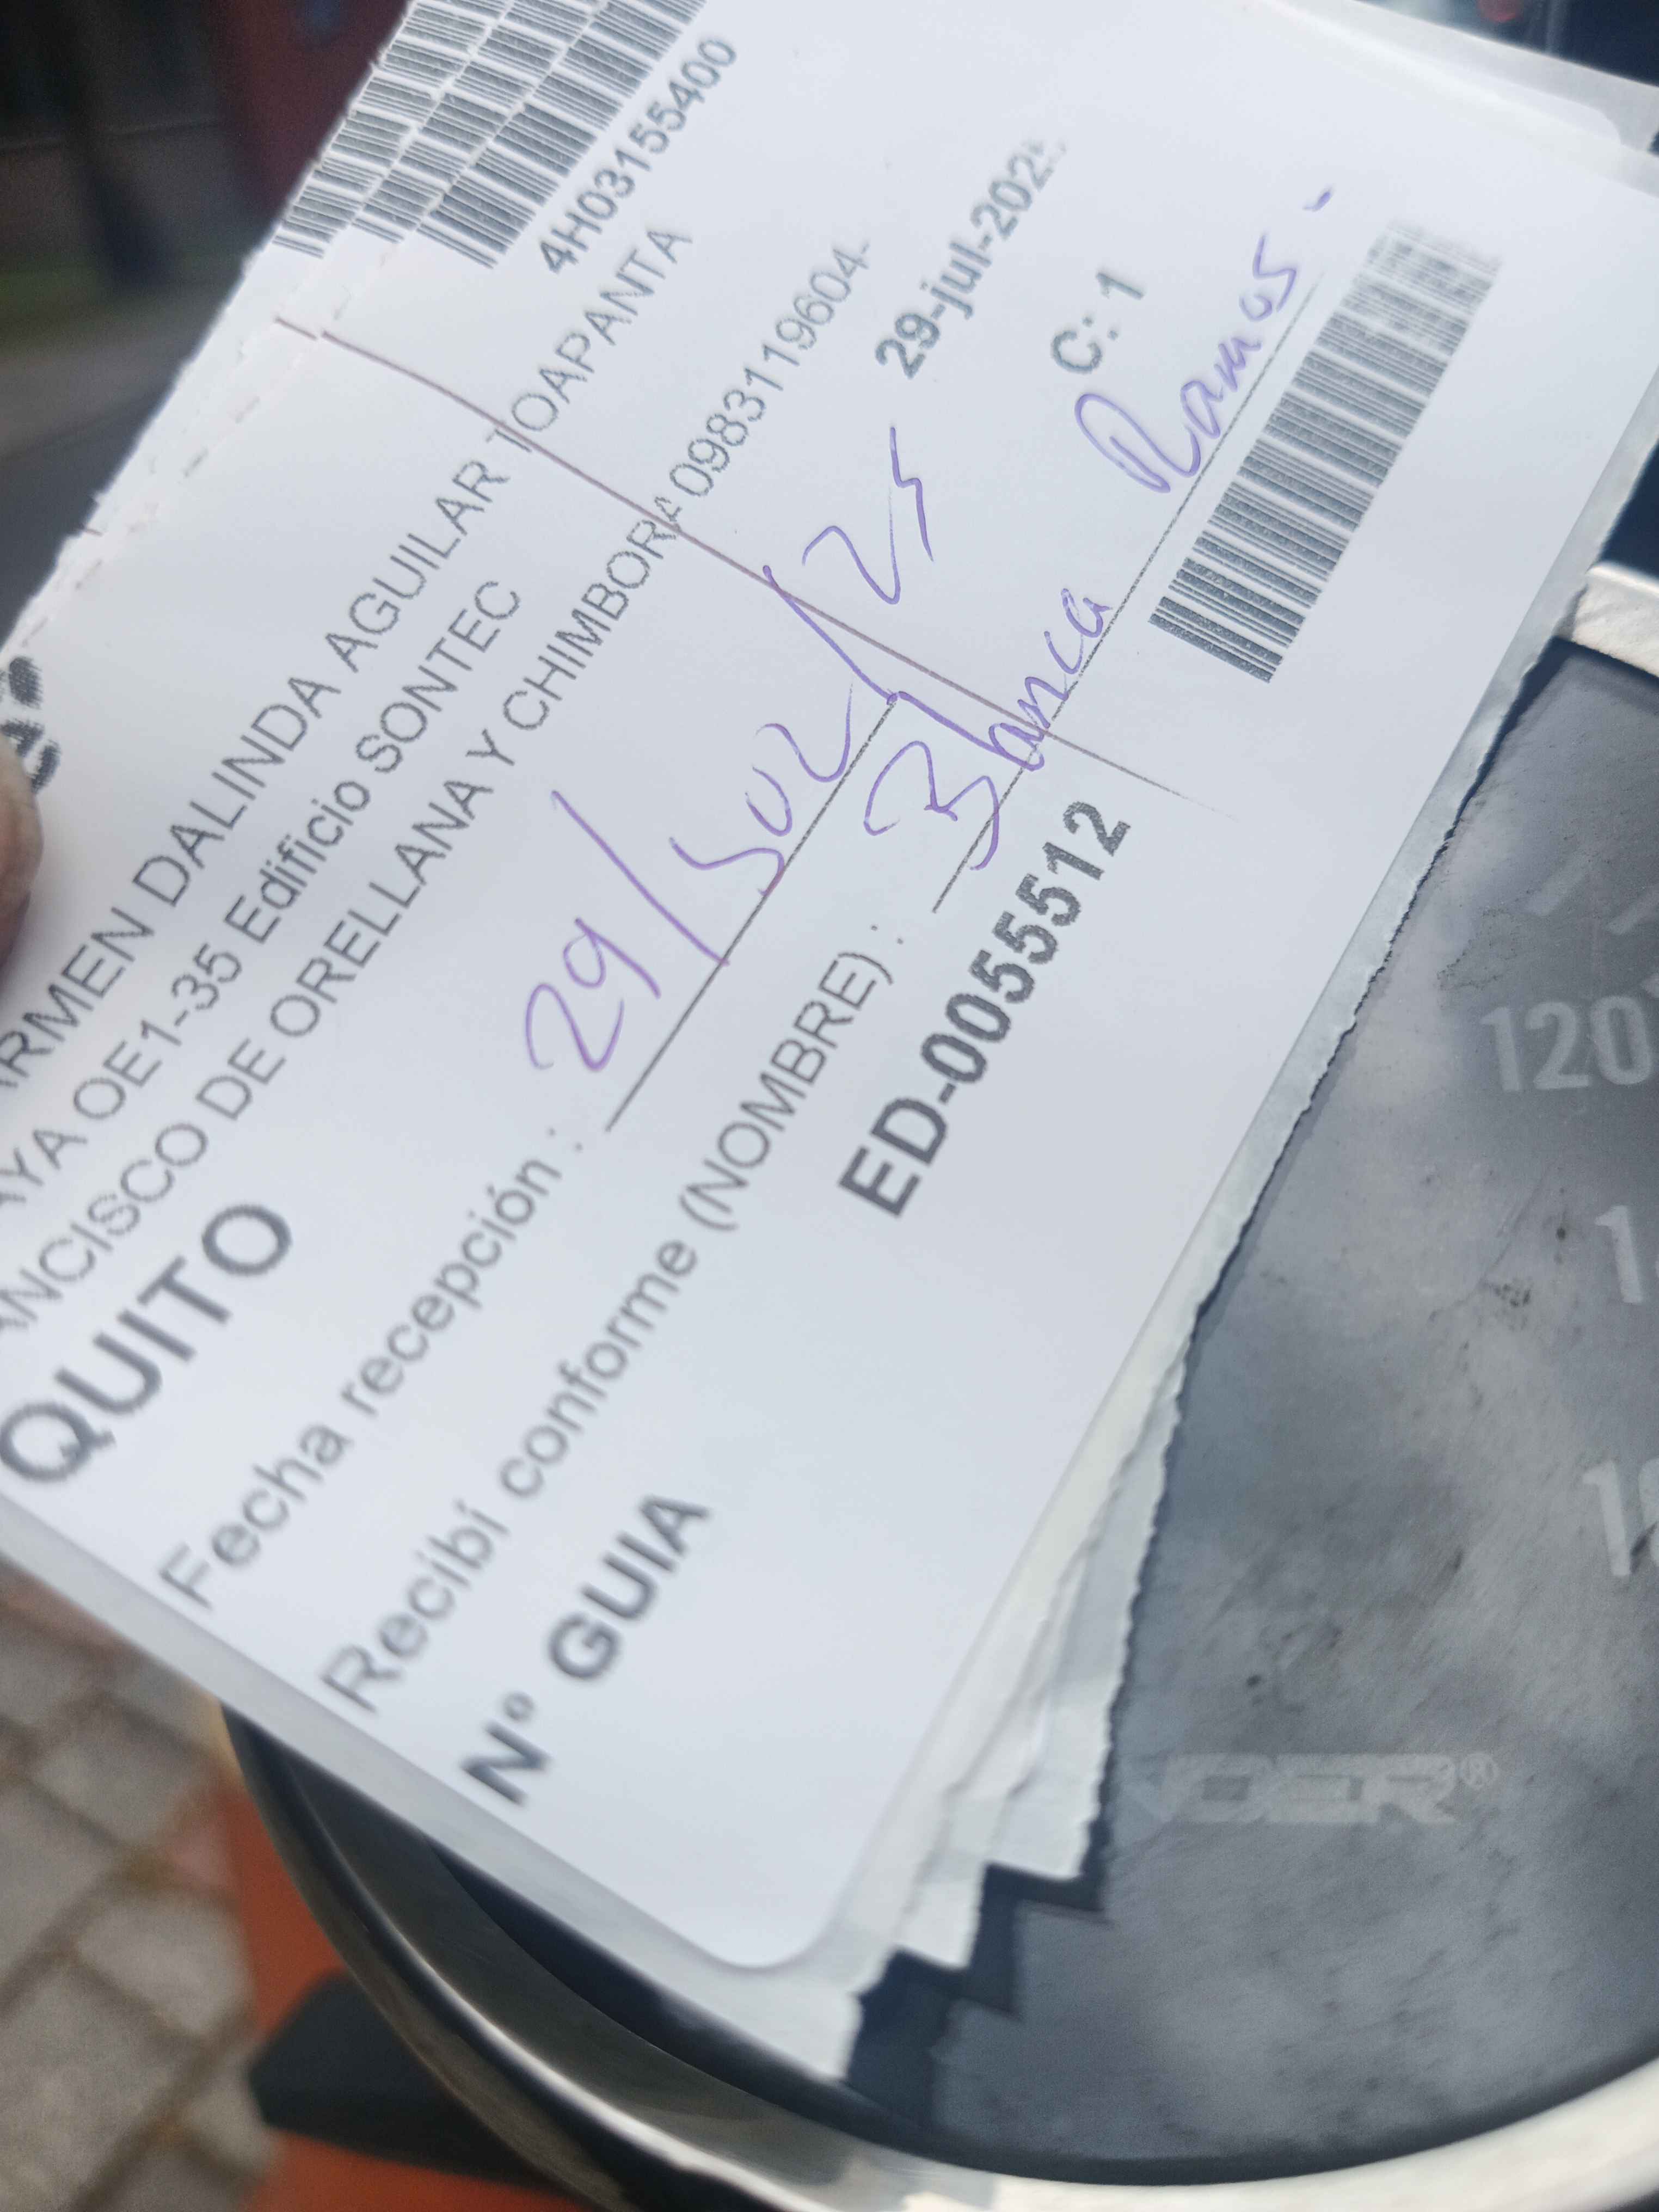 4H03155400
ARMEN DALINDA AGUILAR TOAPANTA
AYA OE1-35 Edificio SONTEC
ANCISCO DE ORELLANA Y CHIMBORA 0983119604-
QUITO
29-jul-202
Fecha recepción : 29/JUL/25
C: 1
Recibí conforme (NOMBRE) : Blanca Ramos.
Nº GUIA
ED-0055512
120